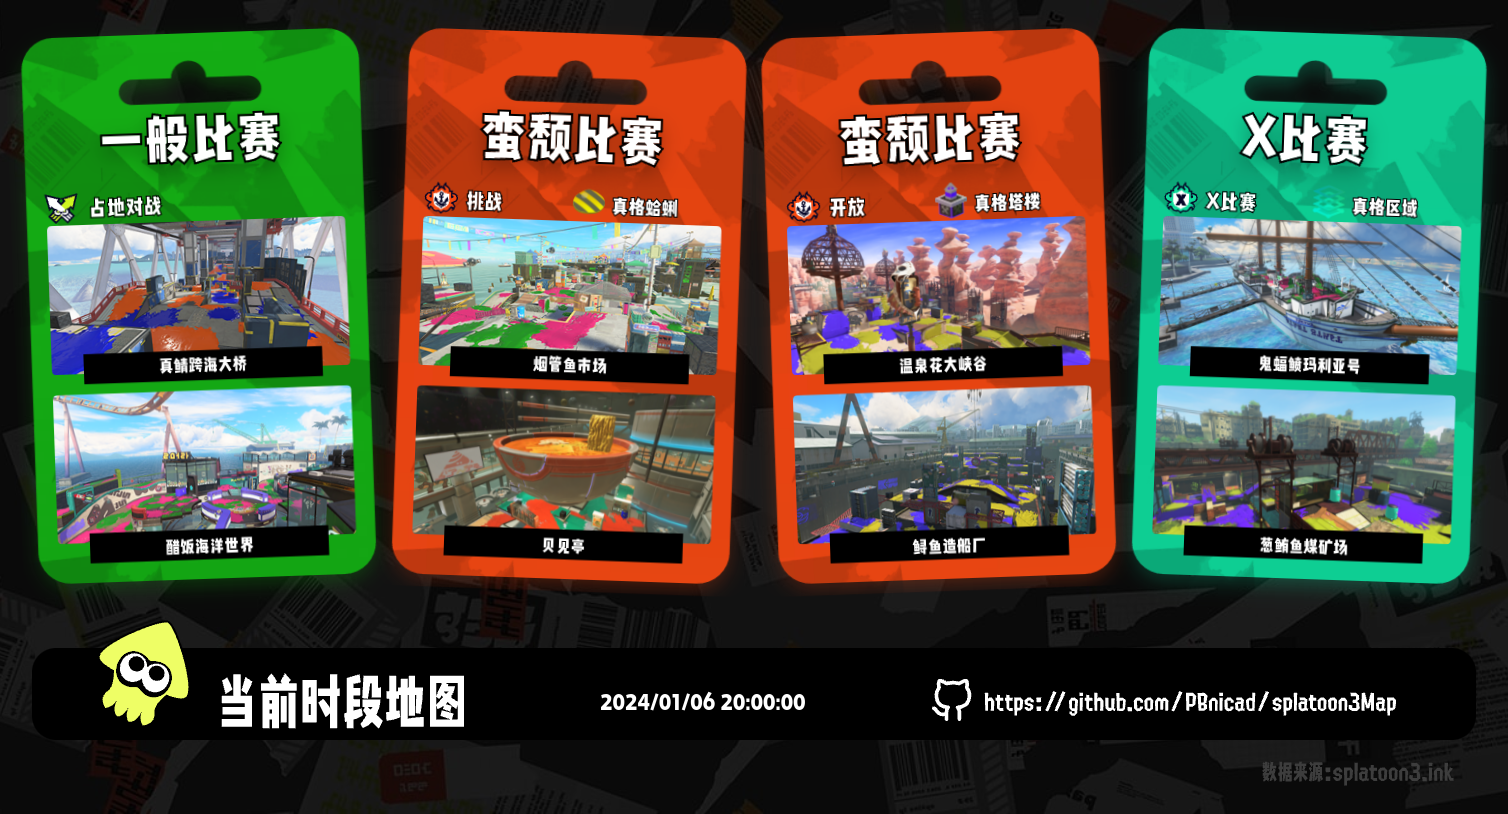 一般比赛
占地对战
真鲷跨海大桥
醋饭海洋世界
蛮颓比赛
挑战
真格蛤蜊
烟管鱼市场
贝见亭
蛮颓比赛
开放
真格塔楼
温泉花大峡谷
鲟鱼造船厂
X比赛
X比赛
真格区域
鬼蝠鲼玛利亚号
葱鲔鱼煤矿场
当前时段地图
2024/01/06 20:00:00
https://github.com/PBnicad/splatoon3Map
数据来源:splatoon3.ink